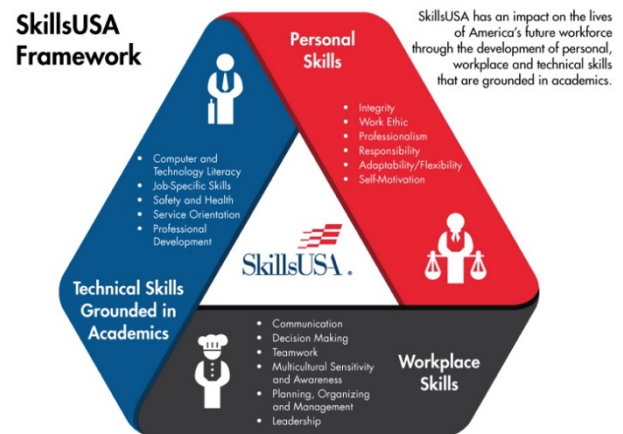 SkillsUSA
Framework
SkillsUSA has an impact on the lives
of America's future workforce
through the development of personal,
workplace and technical skills
that are grounded in academics.
Personal
Skills
• Integrity
• Work Ethic
• Professionalism
• Responsibility
• Adaptability/Flexibility
• Self-Motivation
• Computer and
Technology Literacy
• Job-Specific Skills
• Safety and Health
• Service Orientation
• Professional
Development
SkillsUSA®
Technical Skills
Grounded in
Academics
• Communication
• Decision Making
• Teamwork
• Multicultural Sensitivity
and Awareness
• Planning, Organizing
and Management
• Leadership
Workplace
Skills